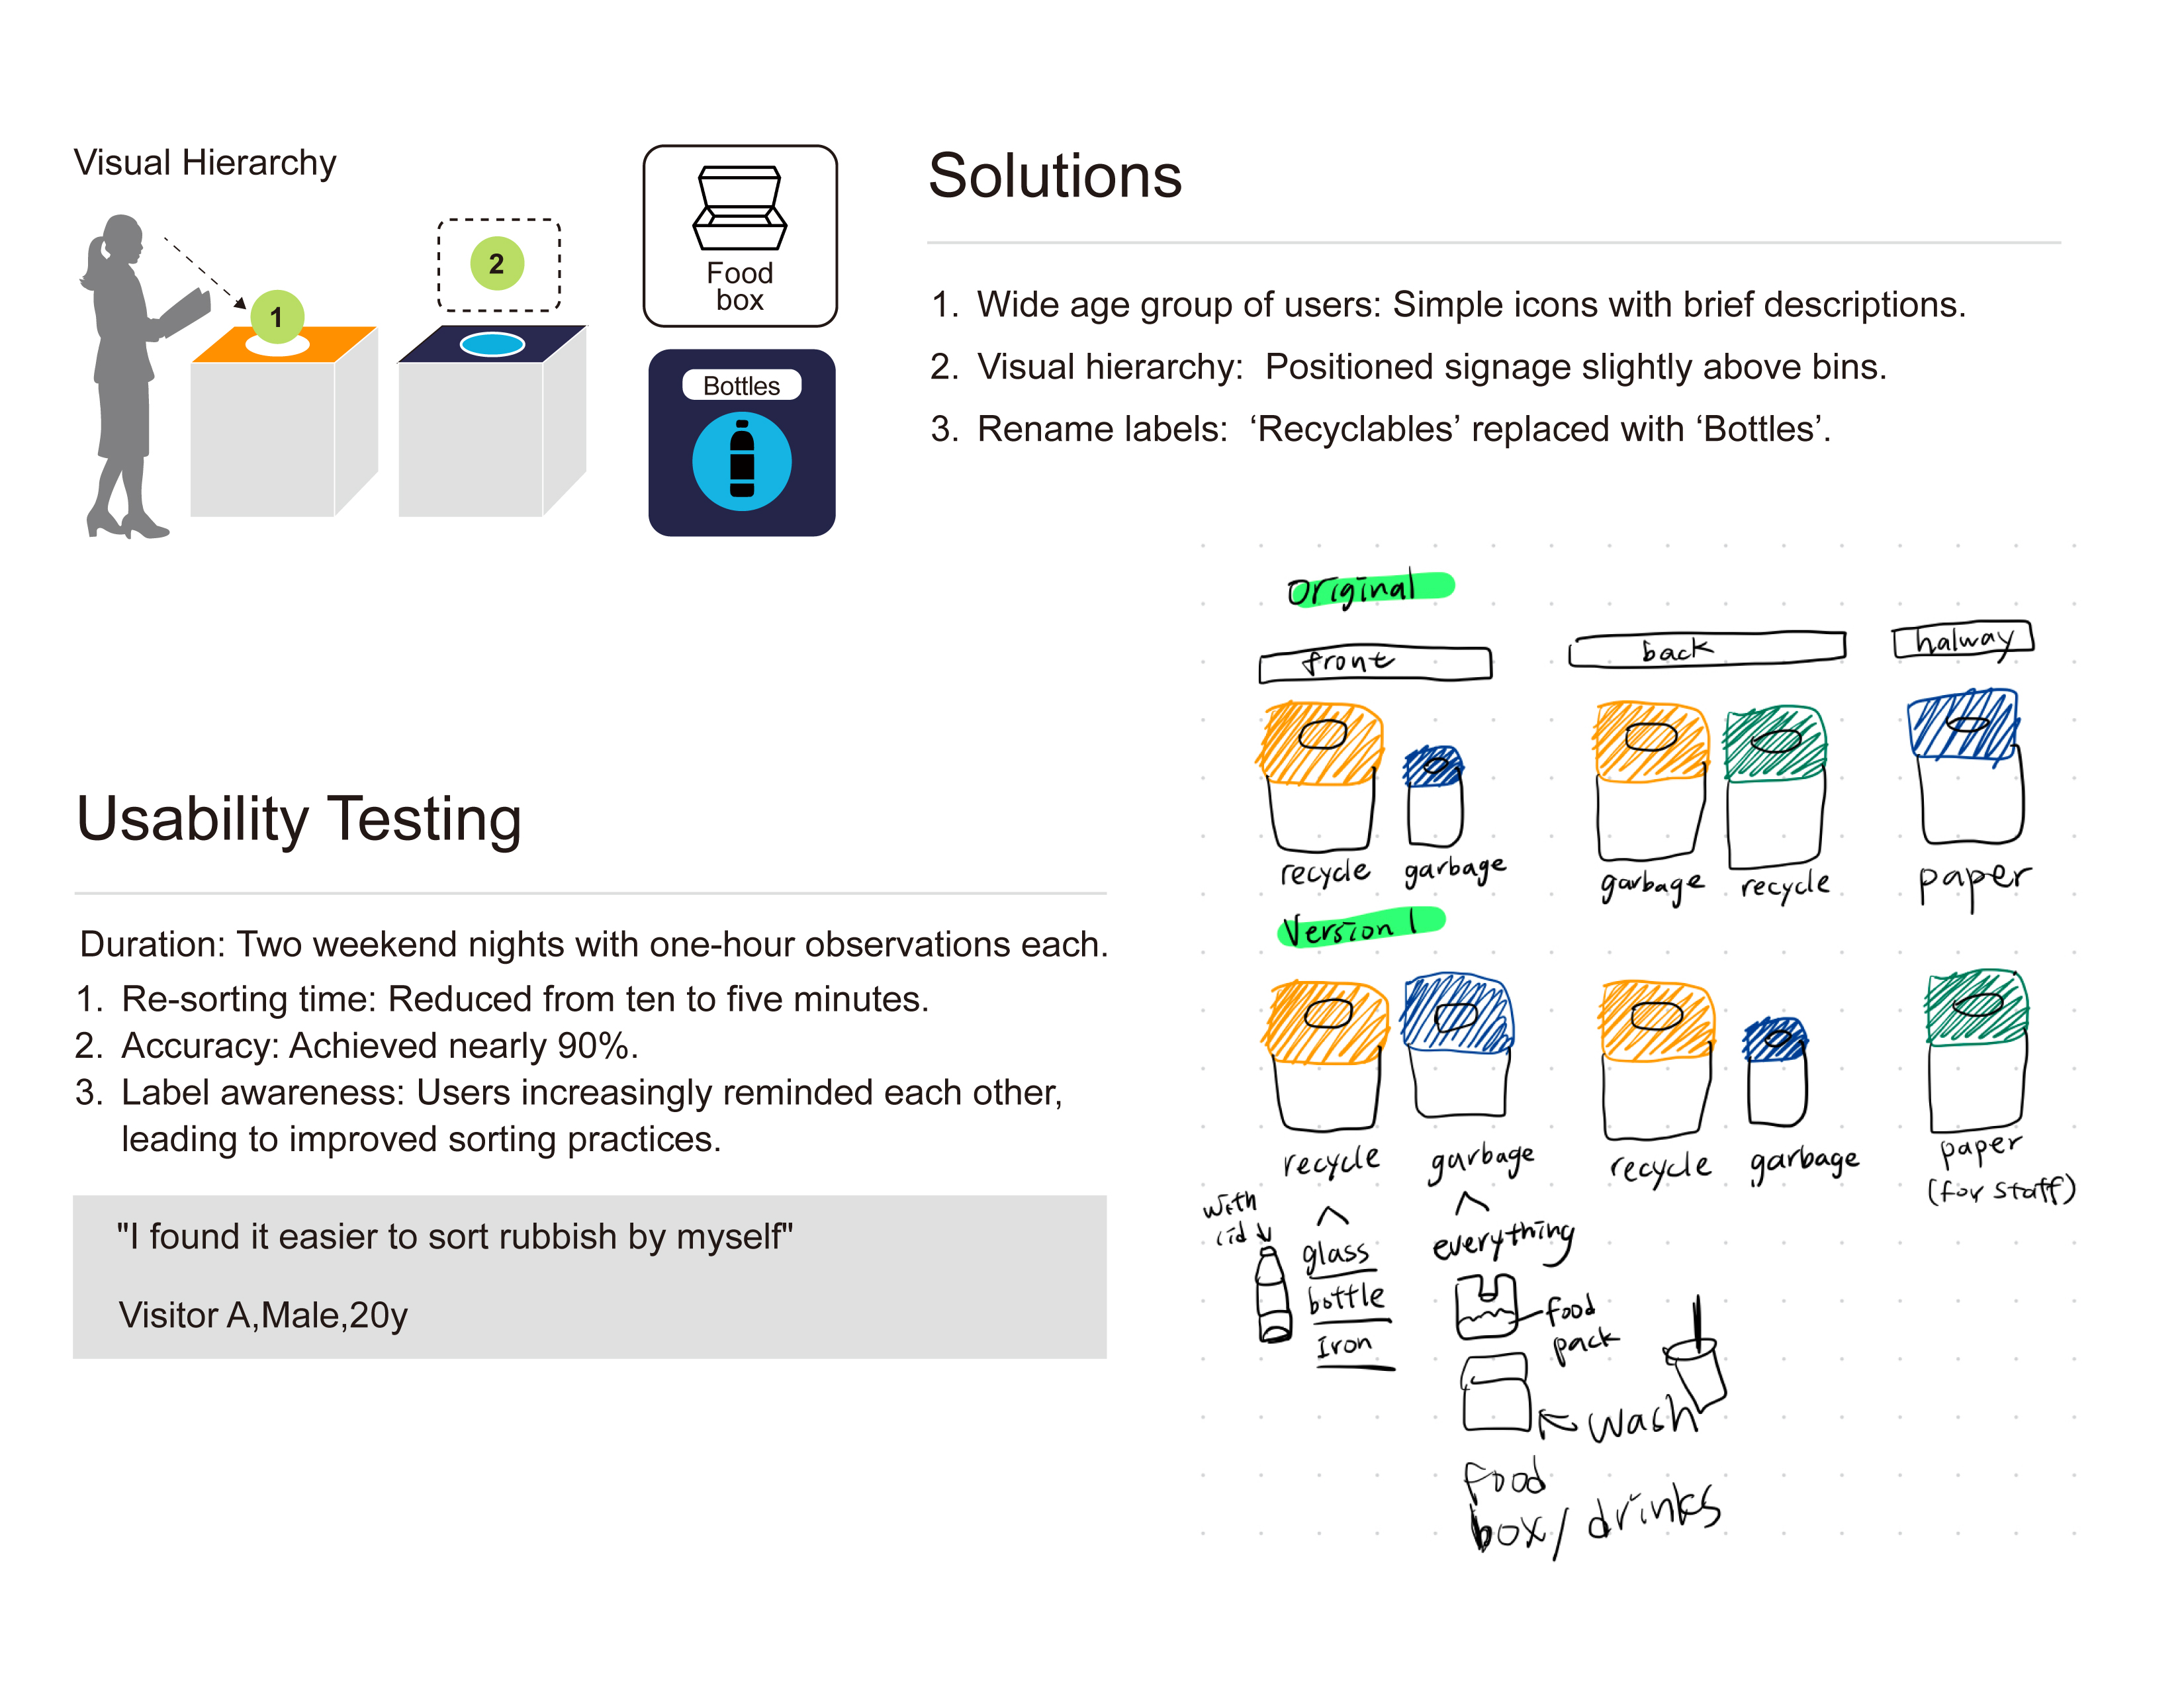 Visual Hierarchy
1
2
Food
box
Bottles
Solutions
1. Wide age group of users: Simple icons with brief descriptions.
2. Visual hierarchy: Positioned signage slightly above bins.
3. Rename labels: ‘Recyclables’ replaced with ‘Bottles’.
Usability Testing
Duration: Two weekend nights with one-hour observations each.
1. Re-sorting time: Reduced from ten to five minutes.
2. Accuracy: Achieved nearly 90%.
3. Label awareness: Users increasingly reminded each other,
leading to improved sorting practices.
"I found it easier to sort rubbish by myself"
Visitor A,Male,20y
Original
front
back
halway
recycle
garbage
garbage
recycle
paper
Version 1
recycle
garbage
recycle
garbage
paper
(for staff)
with
lid
glass
bottle
Iron
everything
food
pack
wash
Food
box/drinks